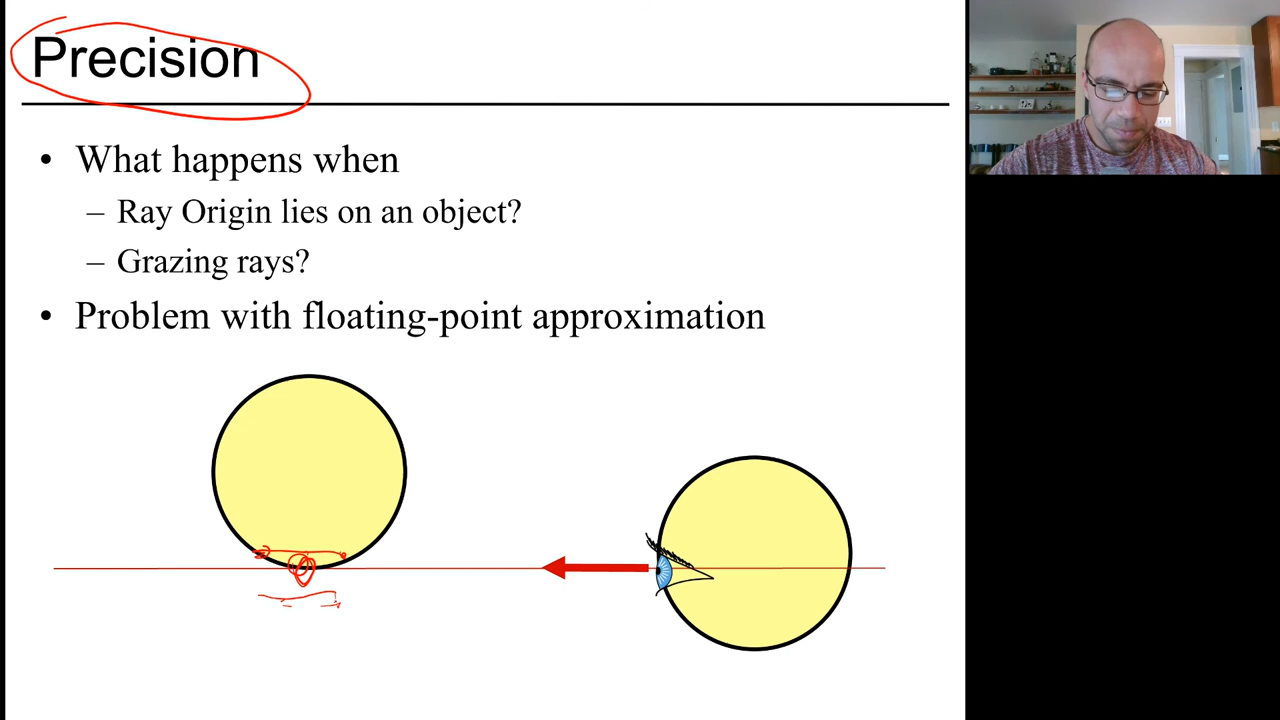 Precision
• What happens when
– Ray Origin lies on an object?
– Grazing rays?
• Problem with floating-point approximation